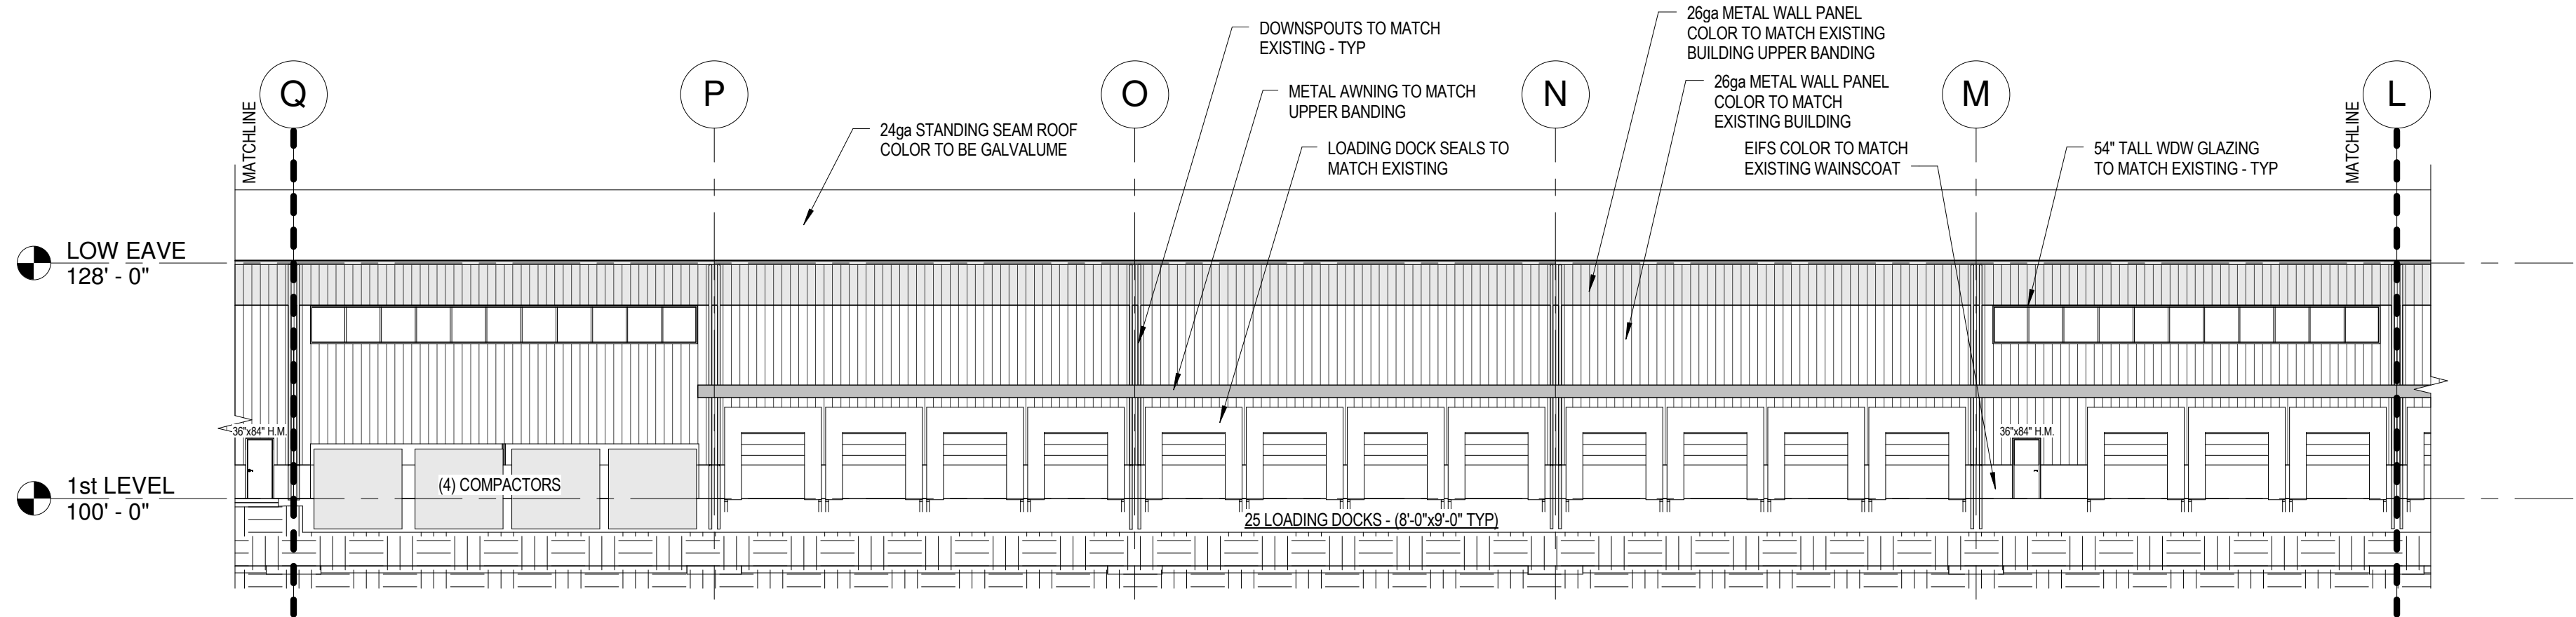 26ga METAL WALL PANEL
COLOR TO MATCH EXISTING
BUILDING UPPER BANDING
DOWNSPOUTS TO MATCH
EXISTING - TYP
26ga METAL WALL PANEL
COLOR TO MATCH
EXISTING BUILDING
METAL AWNING TO MATCH
UPPER BANDING
Q
P
O
N
M
L
MATCHLINE
24ga STANDING SEAM ROOF
COLOR TO BE GALVALUME
LOADING DOCK SEALS TO
MATCH EXISTING
EIFS COLOR TO MATCH
EXISTING WAINSCOAT
54" TALL WDW GLAZING
TO MATCH EXISTING - TYP
MATCHLINE
LOW EAVE
128' - 0"
36"x84" H.M.
36"x84" H.M.
(4) COMPACTORS
1st LEVEL
100' - 0"
25 LOADING DOCKS - (8'-0"x9'-0" TYP)